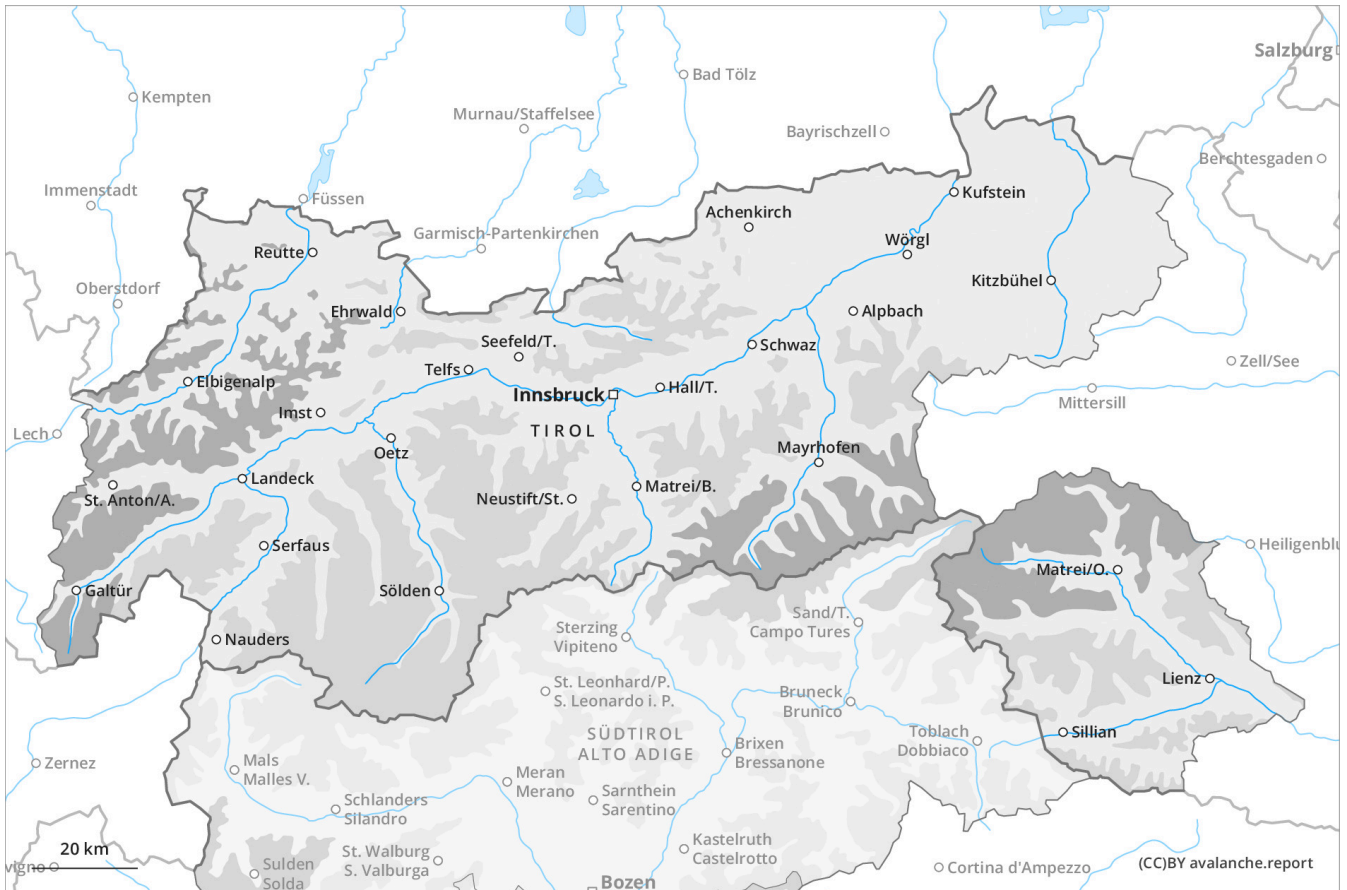 Salzburg
Bad Tölz
Kempten
Murnau/Staffelsee
Bayrischzell
Berchtesgaden
Immenstadt
Füssen
Kufstein
Achenkirch
Garmisch-Partenkirchen
Wörgl
Reutte
Kitzbühel
Oberstdorf
Ehrwald
Alpbach
Seefeld/T.
Schwaz
Zell/See
Telfs
Elbigenalp
Hall/T.
Innsbruck
Mittersill
Imst
TIROL
Lech
Oetz
Mayrhofen
Landeck
Matrei/B.
St. Anton/A.
Neustift/St.
Serfaus
Heiligenblu
Matrei/O.
Galtür
Sölden
Sand/T.
Campo Tures
Sterzing
Vipiteno
Nauders
Lienz
St. Leonhard/P.
S. Leonardo i. P.
Bruneck
Brunico
SÜDTIROL
ALTO ADIGE
Toblach
Dobbiaco
Sillian
Brixen
Bressanone
Zernez
Mals
Malles V.
Meran
Merano
Sarnthein
Sarentino
Schlanders
Silandro
Kastelruth
Castelrotto
20 km
St. Walburg
S. Valburga
vigno
Sulden
Solda
Cortina d'Ampezzo
(CC)BY avalanche.report
Bozen